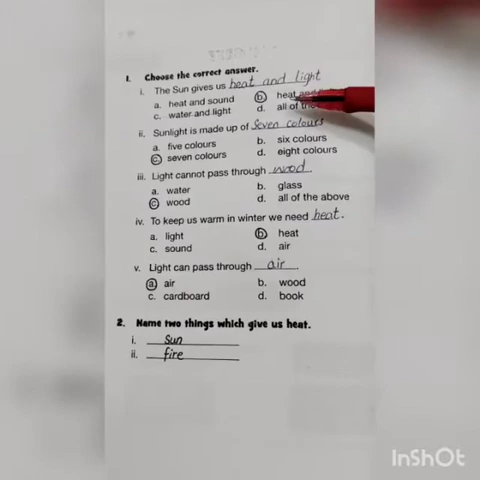 1. Choose the correct answer.
i. The Sun gives us heat and light
a. heat and sound b. heat and
c. water and light d. all of
ii. Sunlight is made up of Seven colours
a. five colours b. six colours
c. seven colours d. eight colours
iii. Light cannot pass through wood.
a. water b. glass
c. wood d. all of the above
iv. To keep us warm in winter we need heat.
a. light b. heat
c. sound d. air
v. Light can pass through air.
a. air b. wood
c. cardboard d. book
2. Name two things which give us heat.
i. Sun
ii. fire
InShOt